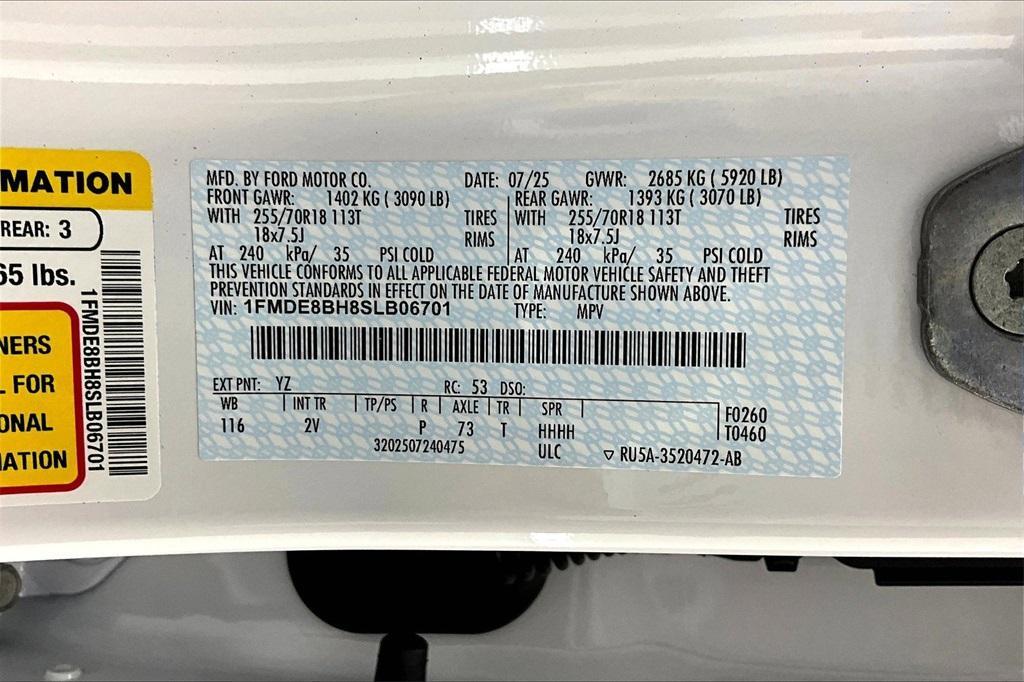 MATION
REAR: 3
65 lbs.
NERS
FOR
ONAL
MATION
1FMDE8BH8SLB06701
MFD. BY FORD MOTOR CO. DATE: 07/25 GVWR: 2685 KG ( 5920 LB)
FRONT GAWR: 1402 KG ( 3090 LB) REAR GAWR: 1393 KG ( 3070 LB)
WITH 255/70R18 113T TIRES WITH 255/70R18 113T TIRES
18x7.5J RIMS 18x7.5J RIMS
AT 240 kPa/ 35 PSI COLD AT 240 kPa/ 35 PSI COLD
THIS VEHICLE CONFORMS TO ALL APPLICABLE FEDERAL MOTOR VEHICLE SAFETY AND THEFT
PREVENTION STANDARDS IN EFFECT ON THE DATE OF MANUFACTURE SHOWN ABOVE.
VIN: 1FMDE8BH8SLB06701 TYPE: MPV
EXT PNT: YZ RC: 53 DSO:
WB INT TR TP/PS R AXLE TR SPR F0260
116 2V P 73 T HHHH T0460
3202507240475 ULC ▽ RU5A-3520472-AB